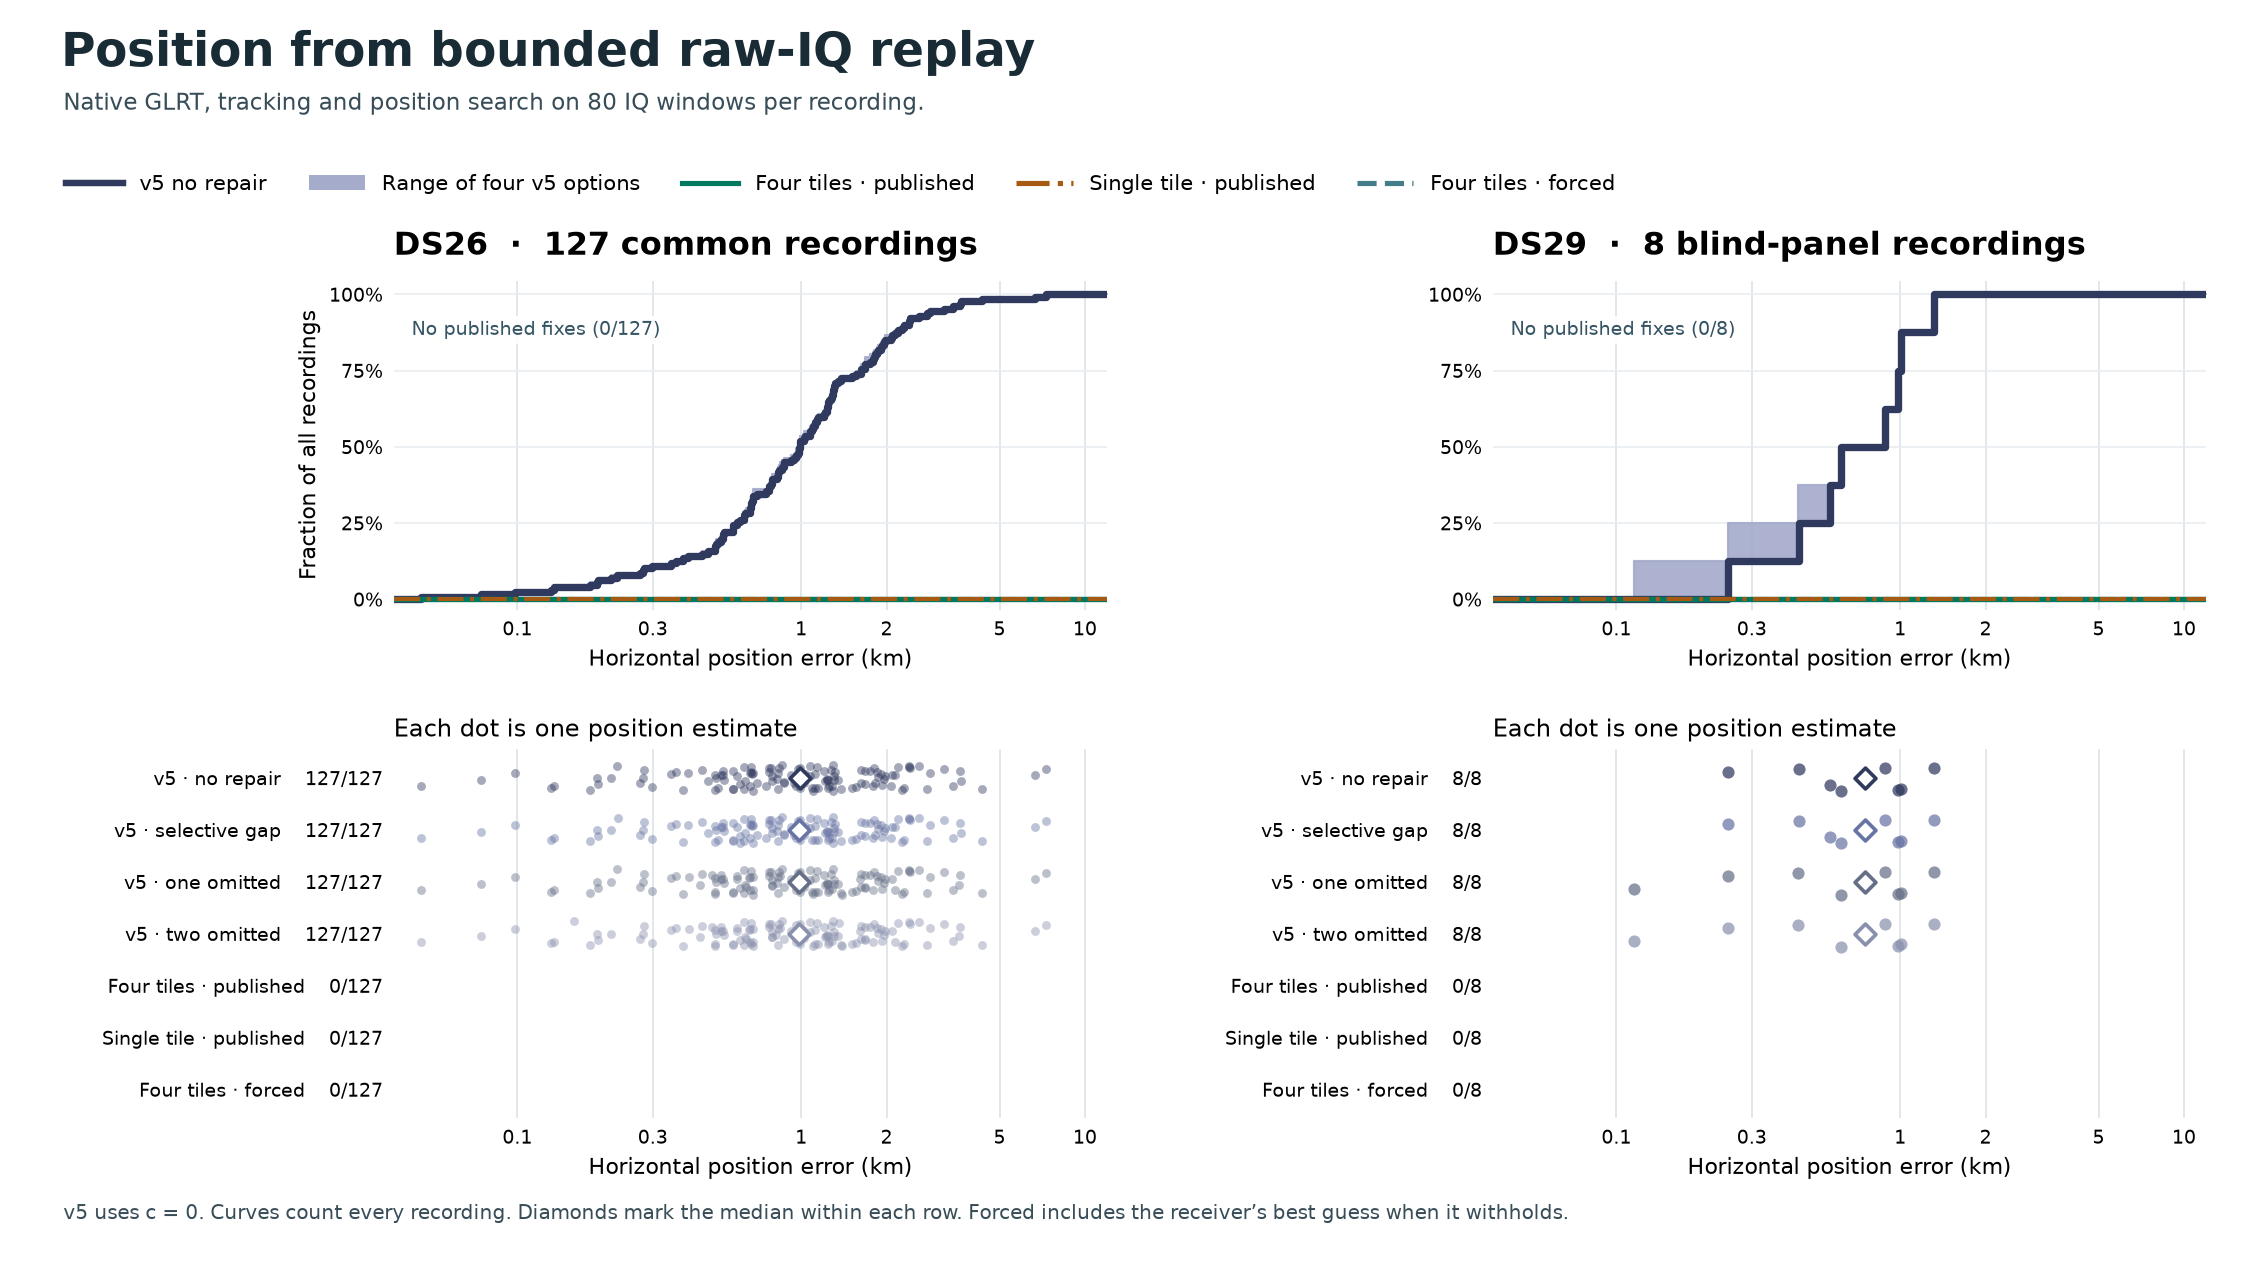 Position from bounded raw-IQ replay
Native GLRT, tracking and position search on 80 IQ windows per recording.
v5 no repair
Range of four v5 options
Four tiles · published
Single tile · published
Four tiles · forced
DS26 · 127 common recordings
100%
75%
50%
25%
0%
Fraction of all recordings
No published fixes (0/127)
0.1 0.3 1 2 5 10
Horizontal position error (km)
DS29 · 8 blind-panel recordings
100%
75%
50%
25%
0%
No published fixes (0/8)
0.1 0.3 1 2 5 10
Horizontal position error (km)
Each dot is one position estimate
v5 · no repair 127/127
v5 · selective gap 127/127
v5 · one omitted 127/127
v5 · two omitted 127/127
Four tiles · published 0/127
Single tile · published 0/127
Four tiles · forced 0/127
0.1 0.3 1 2 5 10
Horizontal position error (km)
Each dot is one position estimate
v5 · no repair 8/8
v5 · selective gap 8/8
v5 · one omitted 8/8
v5 · two omitted 8/8
Four tiles · published 0/8
Single tile · published 0/8
Four tiles · forced 0/8
0.1 0.3 1 2 5 10
Horizontal position error (km)
v5 uses c = 0. Curves count every recording. Diamonds mark the median within each row. Forced includes the receiver’s best guess when it withholds.